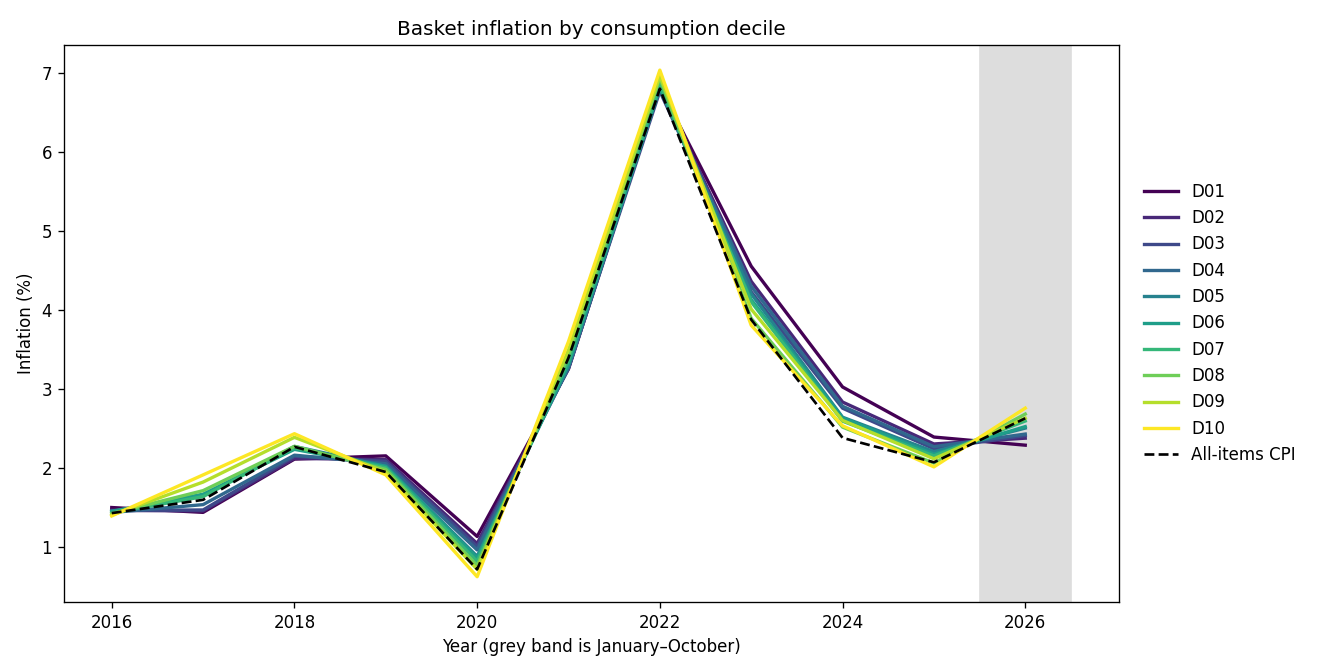 Basket inflation by consumption decile
Inflation (%)
7
6
5
4
3
2
1
2016
2018
2020
2022
2024
2026
Year (grey band is January–October)
D01
D02
D03
D04
D05
D06
D07
D08
D09
D10
All-items CPI